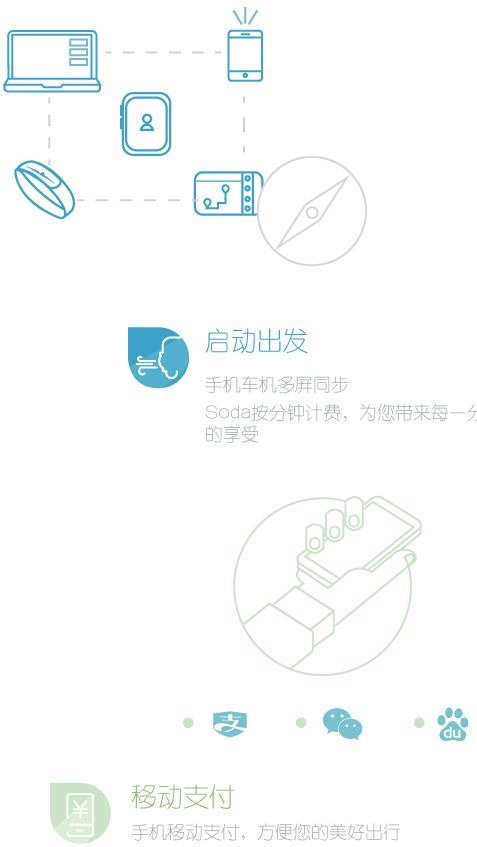 启动出发
手机车机多屏同步
Soda按分钟计费，为您带来每一分
的享受
支
du
移动支付
手机移动支付，方便您的美好出行